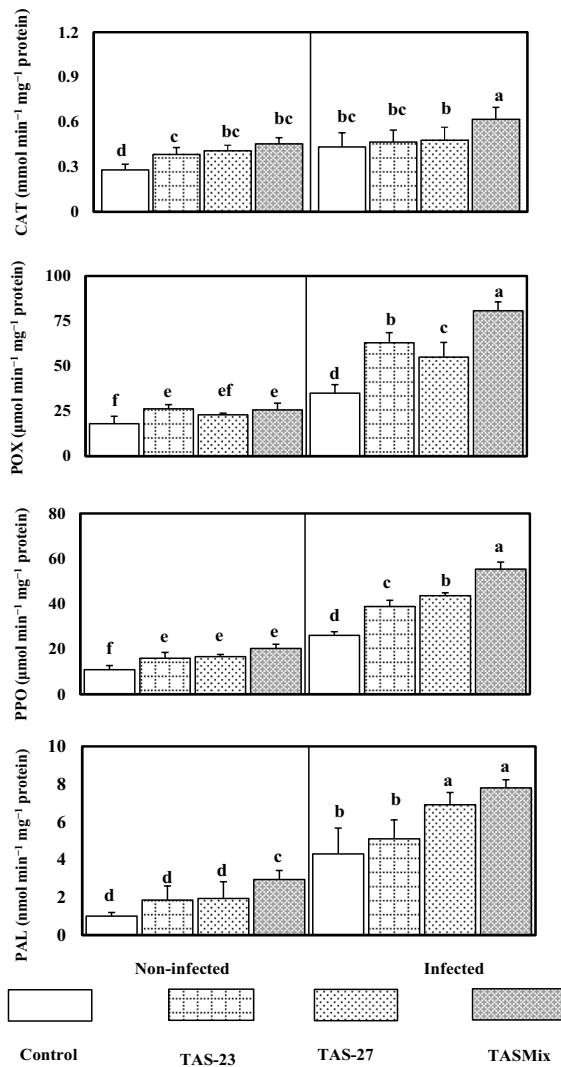 CAT (mmol min⁻¹ mg⁻¹ protein)
1.2
0.9
0.6
0.3
0
d c bc bc bc bc b a
POX (μmol min⁻¹ mg⁻¹ protein)
100
75
50
25
0
f e ef e d b c a
PPO (μmol min⁻¹ mg⁻¹ protein)
80
60
40
20
0
f e e e d c b a
PAL (nmol min⁻¹ mg⁻¹ protein)
10
8
6
4
2
0
d d d c b b a a
Non-infected Infected
Control TAS-23 TAS-27 TASMix